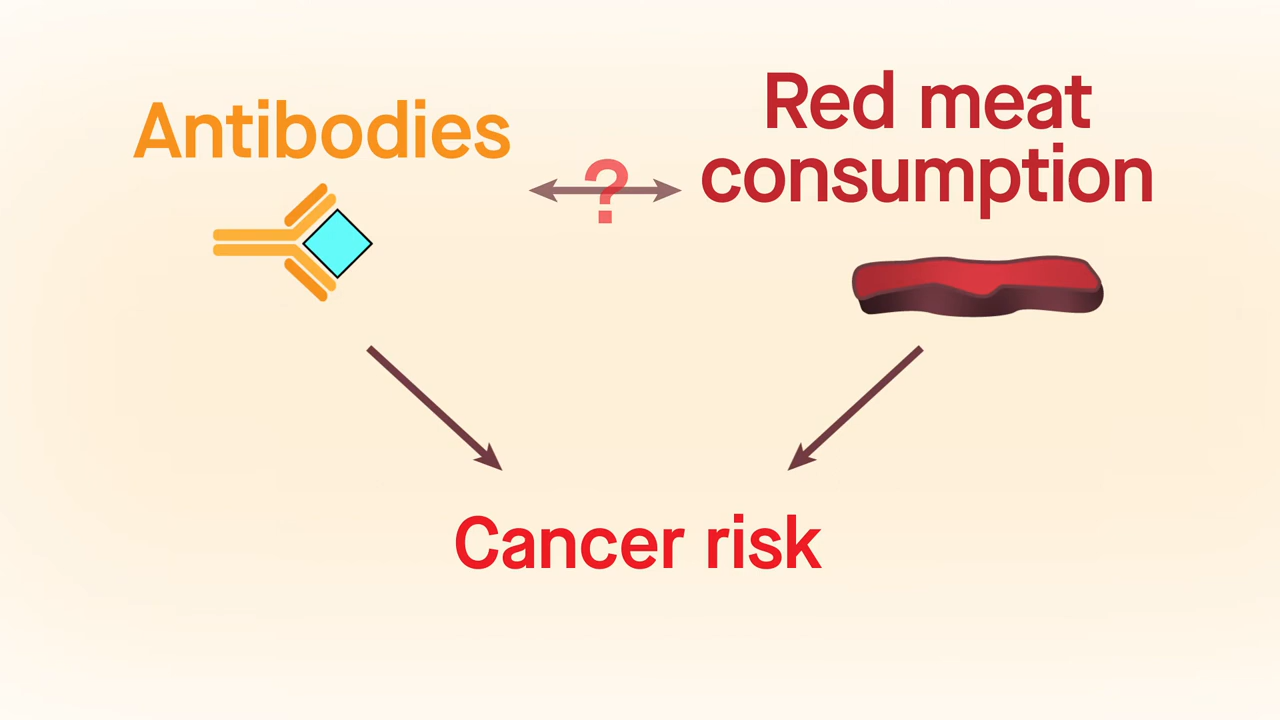 Antibodies
Red meat
consumption
?
Cancer risk